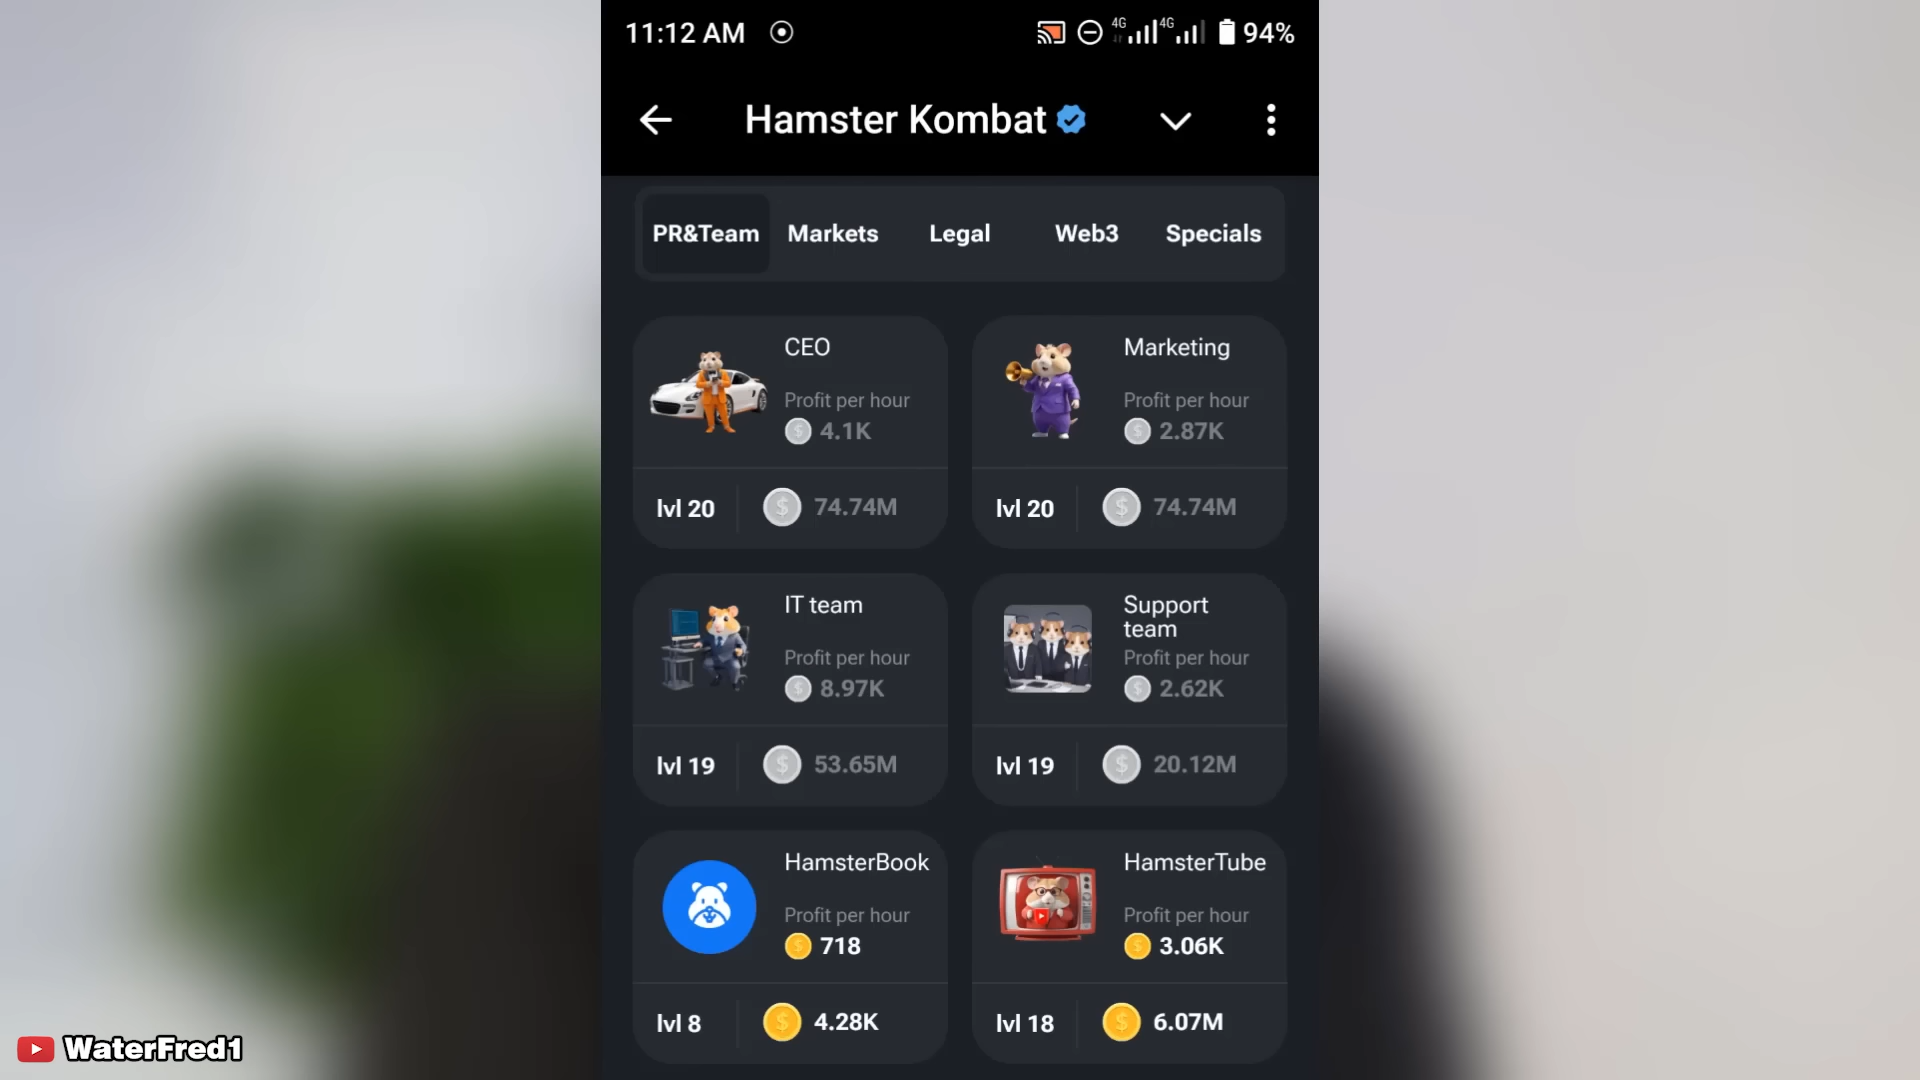 11:12 AM
4G 4G 94%
Hamster Kombat
PR&Team Markets Legal Web3 Specials
CEO
Profit per hour
4.1K
lvl 20 74.74M
Marketing
Profit per hour
2.87K
lvl 20 74.74M
IT team
Profit per hour
8.97K
lvl 19 53.65M
Support
team
Profit per hour
2.62K
lvl 19 20.12M
HamsterBook
Profit per hour
718
lvl 8 4.28K
HamsterTube
Profit per hour
3.06K
lvl 18 6.07M
WaterFred1